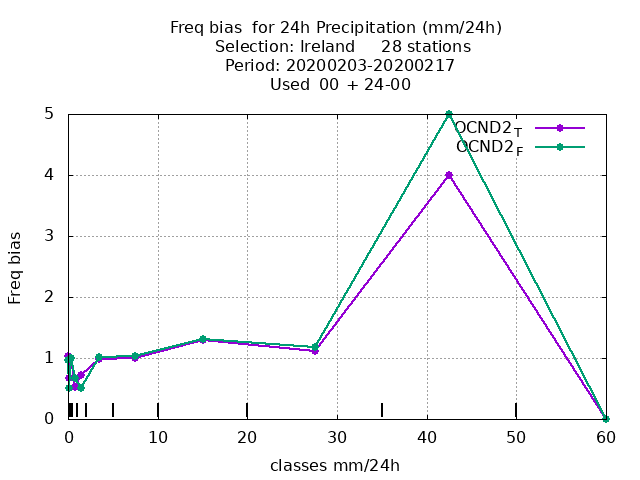 Freq bias  for 24h Precipitation (mm/24h)
Selection: Ireland     28 stations
Period: 20200203-20200217
Used  00 + 24-00
OCND2T
OCND2F
5
4
3
2
1
0
Freq bias
0 10 20 30 40 50 60
classes mm/24h